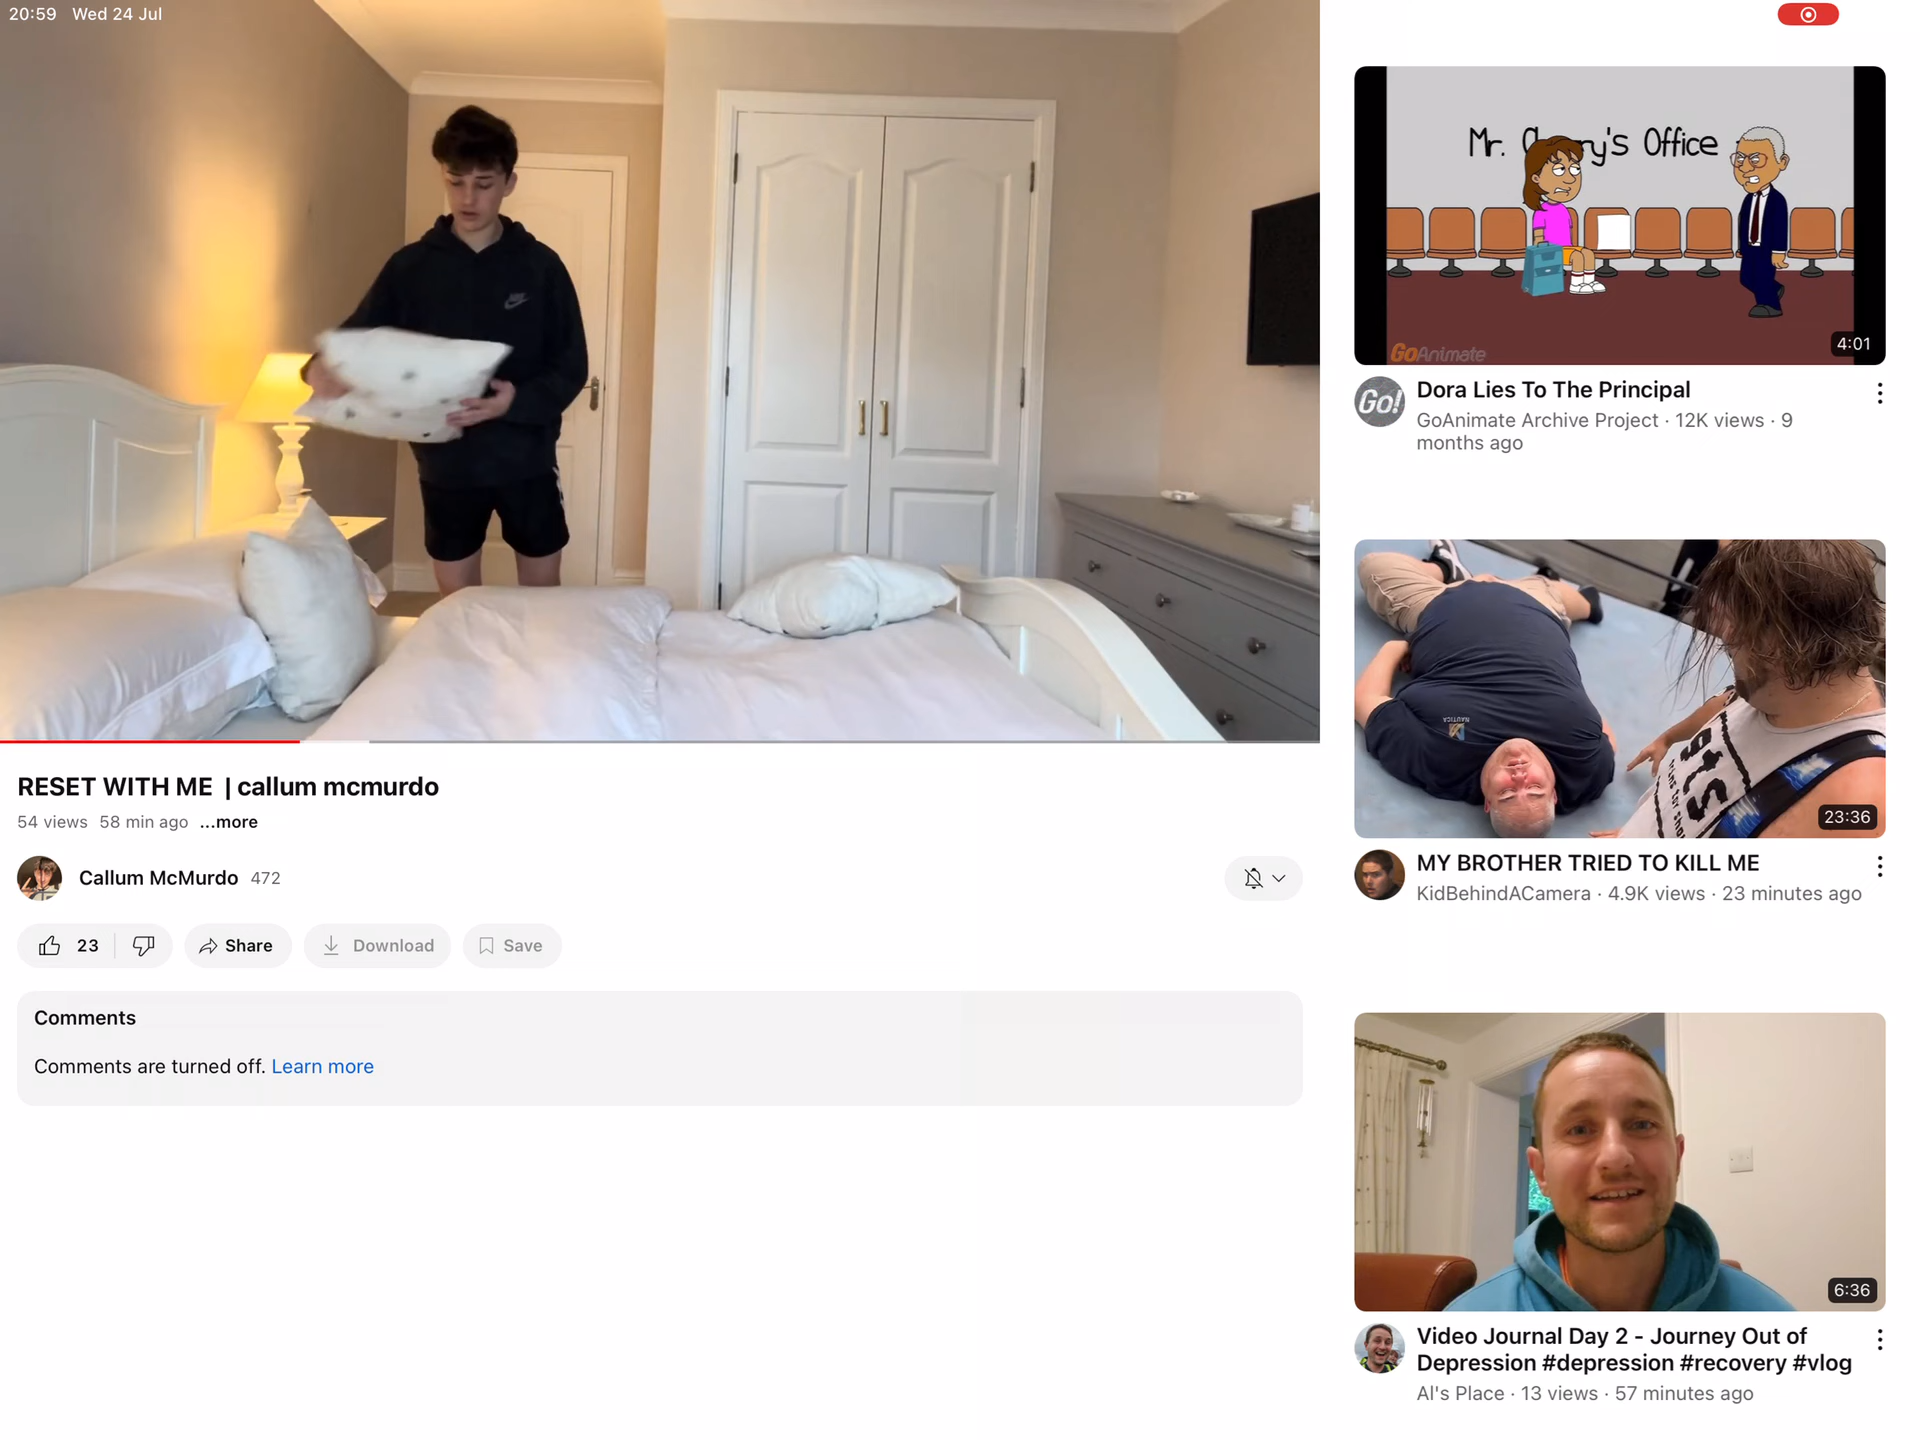 20:59 Wed 24 Jul
RESET WITH ME | callum mcmurdo
54 views 58 min ago ...more
Callum McMurdo 472
23
Share
Download
Save
Comments
Comments are turned off. Learn more
Mr. 's Office
GoAnimate
4:01
Go!
Dora Lies To The Principal
GoAnimate Archive Project · 12K views · 9
months ago
NAUTICA
gts
23:36
MY BROTHER TRIED TO KILL ME
KidBehindACamera · 4.9K views · 23 minutes ago
6:36
Video Journal Day 2 - Journey Out of
Depression #depression #recovery #vlog
Al's Place · 13 views · 57 minutes ago